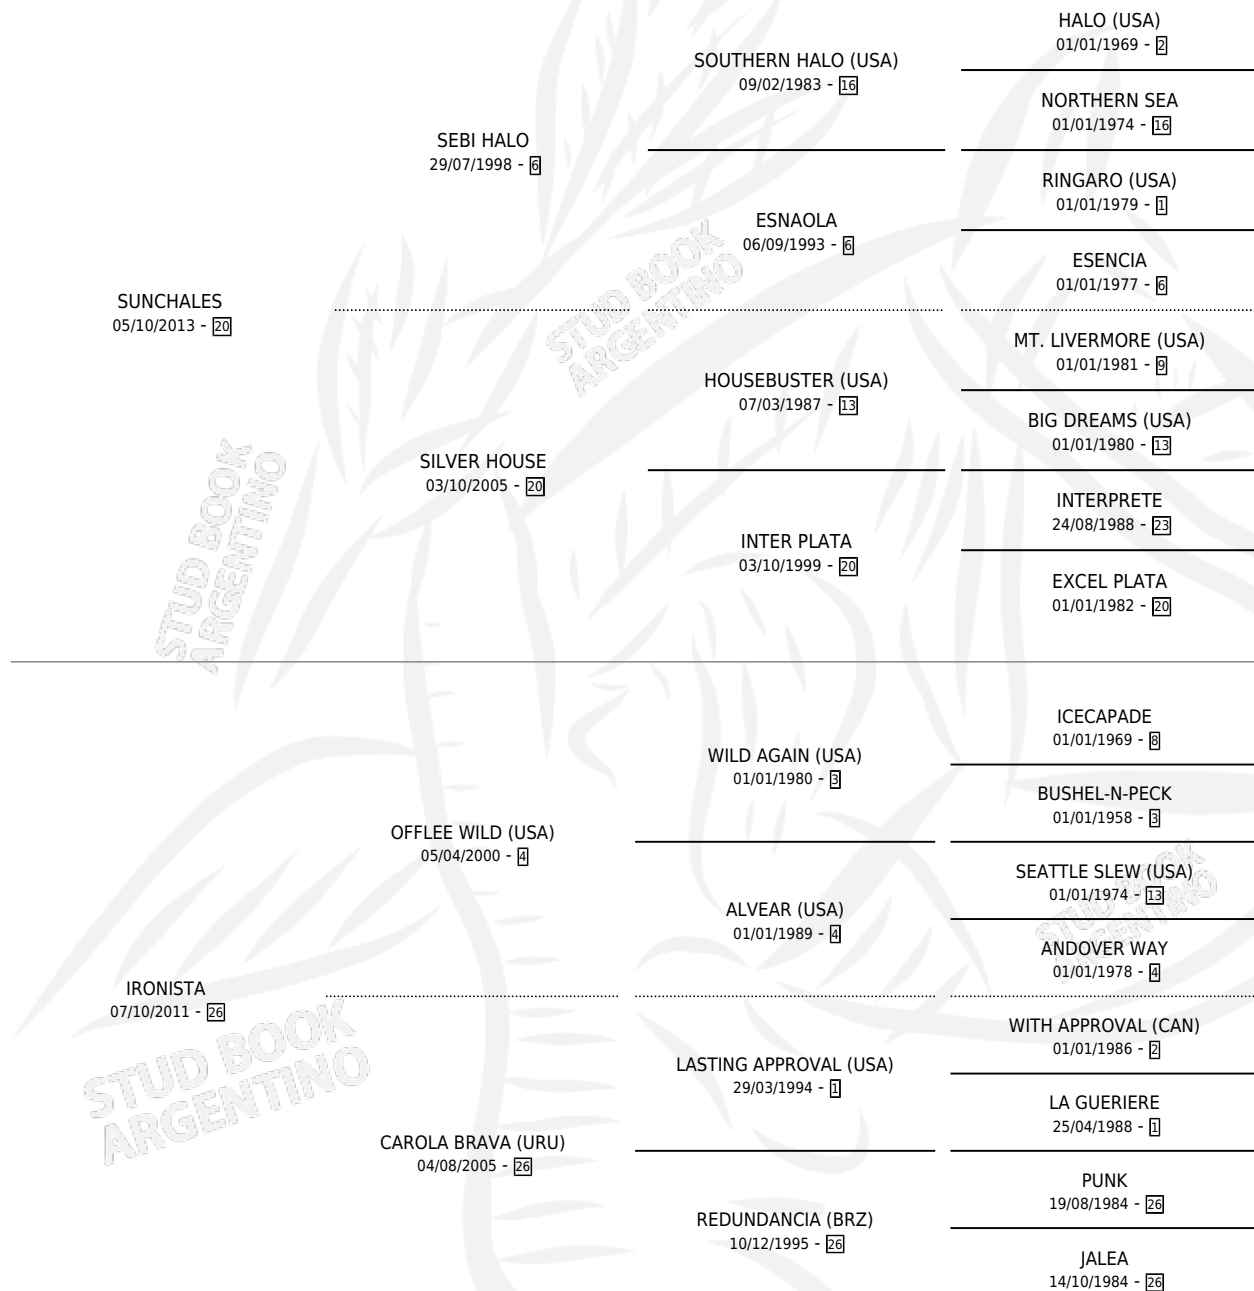 HALO (USA)
01/01/1969 - 2
SOUTHERN HALO (USA)
09/02/1983 - 16
NORTHERN SEA
01/01/1974 - 16
SEBI HALO
29/07/1998 - 6
RINGARO (USA)
01/01/1979 - 1
ESNAOLA
06/09/1993 - 6
ESENCIA
01/01/1977 - 6
SUNCHALES
05/10/2013 - 20
STUD BOOK
ARGENTINO
MT. LIVERMORE (USA)
01/01/1981 - 9
HOUSEBUSTER (USA)
07/03/1987 - 13
BIG DREAMS (USA)
01/01/1980 - 13
SILVER HOUSE
03/10/2005 - 20
INTERPRETE
24/08/1988 - 23
INTER PLATA
03/10/1999 - 20
EXCEL PLATA
01/01/1982 - 20
STUD BOOK
ARGENTINO
ICECAPADE
01/01/1969 - 8
WILD AGAIN (USA)
01/01/1980 - 3
BUSHEL-N-PECK
01/01/1958 - 3
OFFLEE WILD (USA)
05/04/2000 - 4
SEATTLE SLEW (USA)
01/01/1974 - 13
ALVEAR (USA)
01/01/1989 - 4
STUD BOOK
ARGENTINO
ANDOVER WAY
01/01/1978 - 4
IRONISTA
07/10/2011 - 26
STUD BOOK
ARGENTINO
WITH APPROVAL (CAN)
01/01/1986 - 2
LASTING APPROVAL (USA)
29/03/1994 - 1
LA GUERIERE
25/04/1988 - 1
CAROLA BRAVA (URU)
04/08/2005 - 26
PUNK
19/08/1984 - 26
REDUNDANCIA (BRZ)
10/12/1995 - 26
JALEA
14/10/1984 - 26